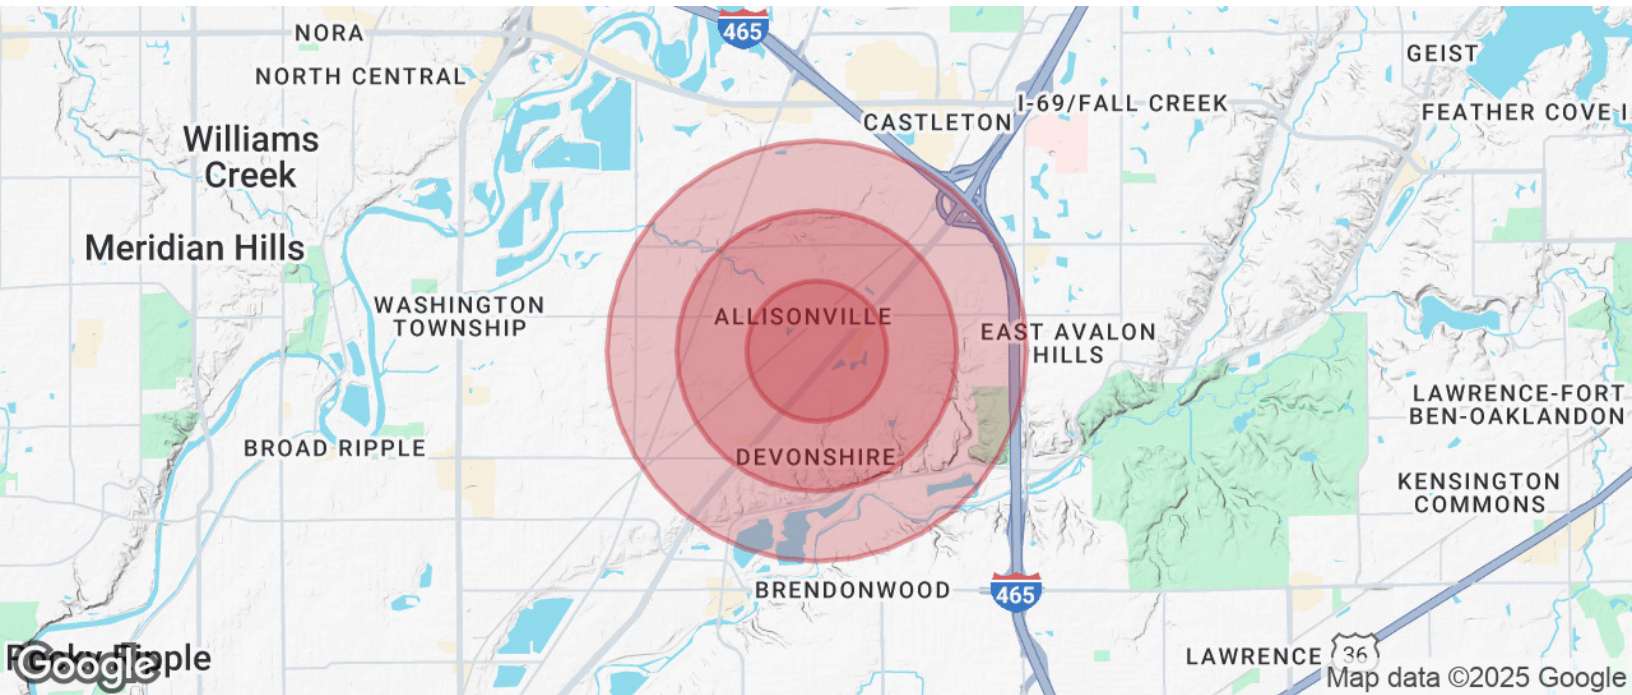 NORA
465
GEIST
NORTH CENTRAL
I-69/FALL CREEK
FEATHER COVE I
CASTLETON
Williams
Creek
Meridian Hills
WASHINGTON
TOWNSHIP
ALLISONVILLE
EAST AVALON
HILLS
LAWRENCE-FORT
BEN-OAKLANDON
BROAD RIPPLE
DEVONSHIRE
KENSINGTON
COMMONS
BRENDONWOOD
465
LAWRENCE
36
Rocky Ripple
Google
Map data ©2025 Google